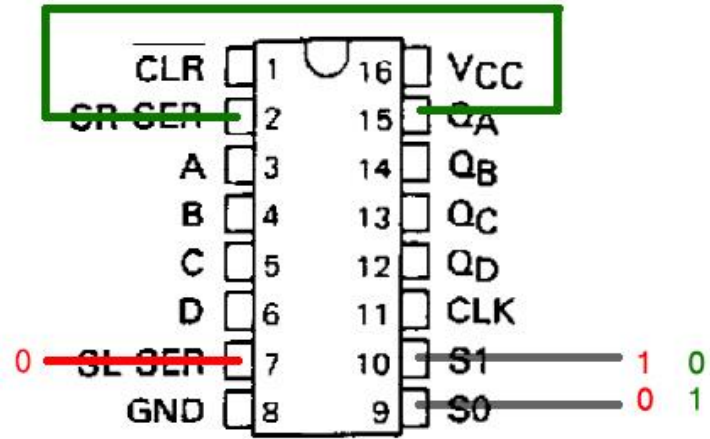 CLR 1 16 VCC
SR SER 2 15 QA
A 3 14 QB
B 4 13 QC
C 5 12 QD
D 6 11 CLK
0 SL SER 7 10 S1 1 0
GND 8 9 S0 0 1